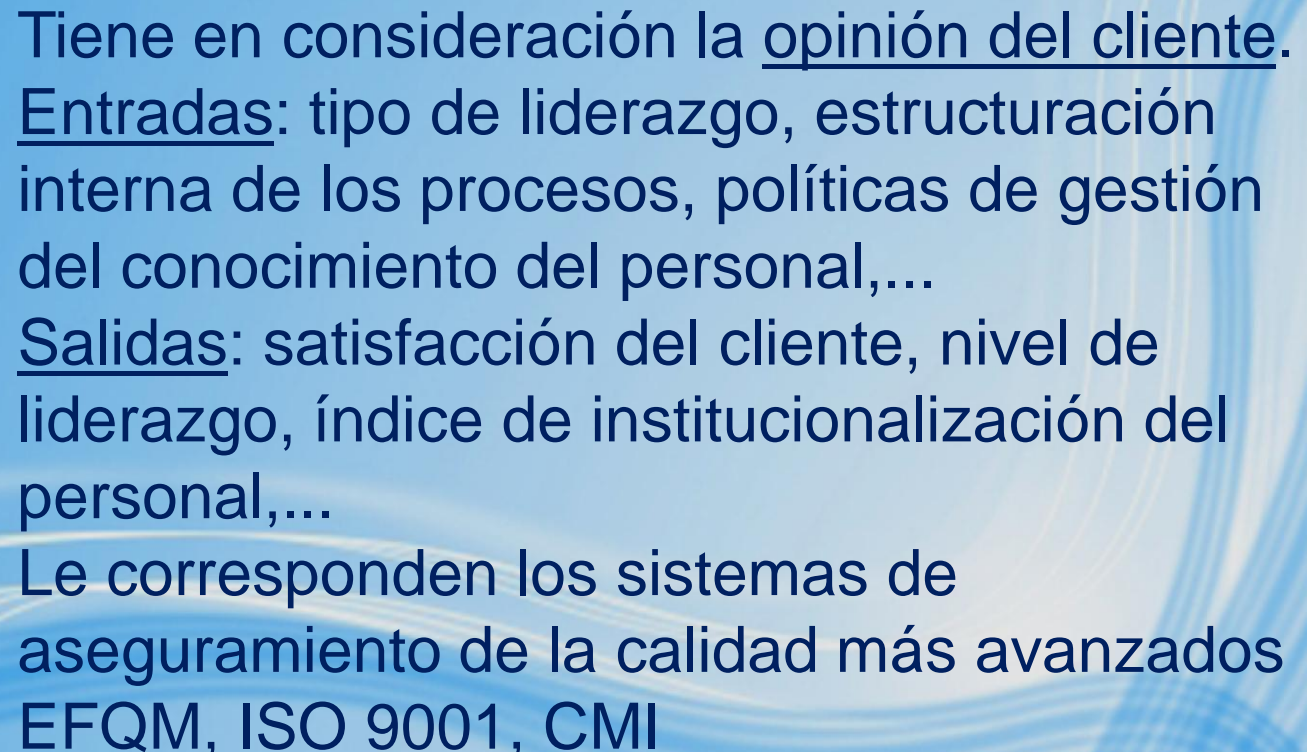 Tiene en consideración la opinión del cliente.
Entradas: tipo de liderazgo, estructuración
interna de los procesos, políticas de gestión
del conocimiento del personal,...
Salidas: satisfacción del cliente, nivel de
liderazgo, índice de institucionalización del
personal,...
Le corresponden los sistemas de
aseguramiento de la calidad más avanzados
EFQM, ISO 9001, CMI